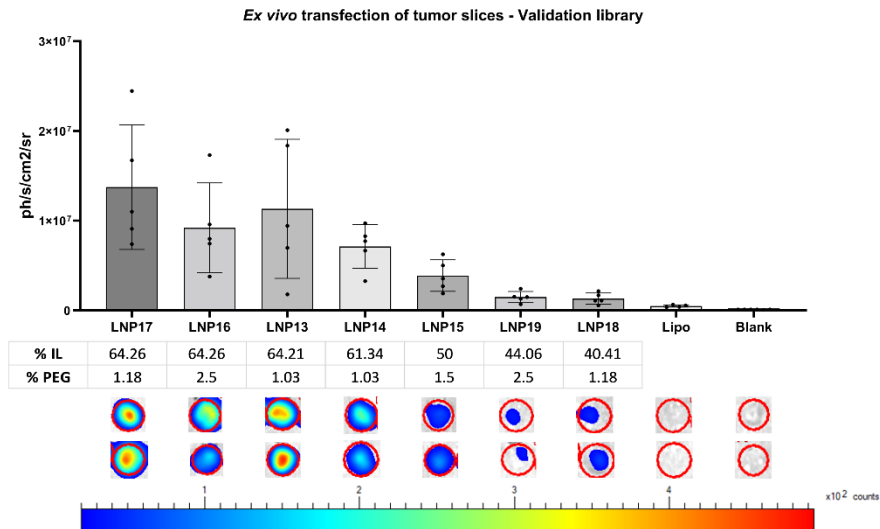 Ex vivo transfection of tumor slices - Validation library
3×10⁷
2×10⁷
1×10⁷
0
ph/s/cm2/sr
LNP17 LNP16 LNP13 LNP14 LNP15 LNP19 LNP18 Lipo Blank
% IL 64.26 64.26 64.21 61.34 50 44.06 40.41
% PEG 1.18 2.5 1.03 1.03 1.5 2.5 1.18
1 2 3 4 x10² counts